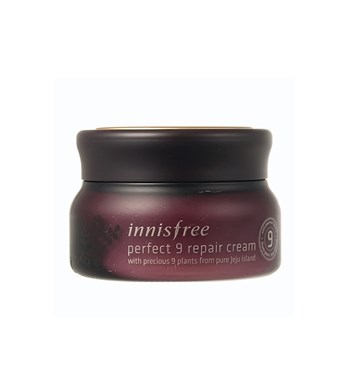 innisfree
perfect 9 repair cream
with precious 9 plants from pure Jeju Island
9